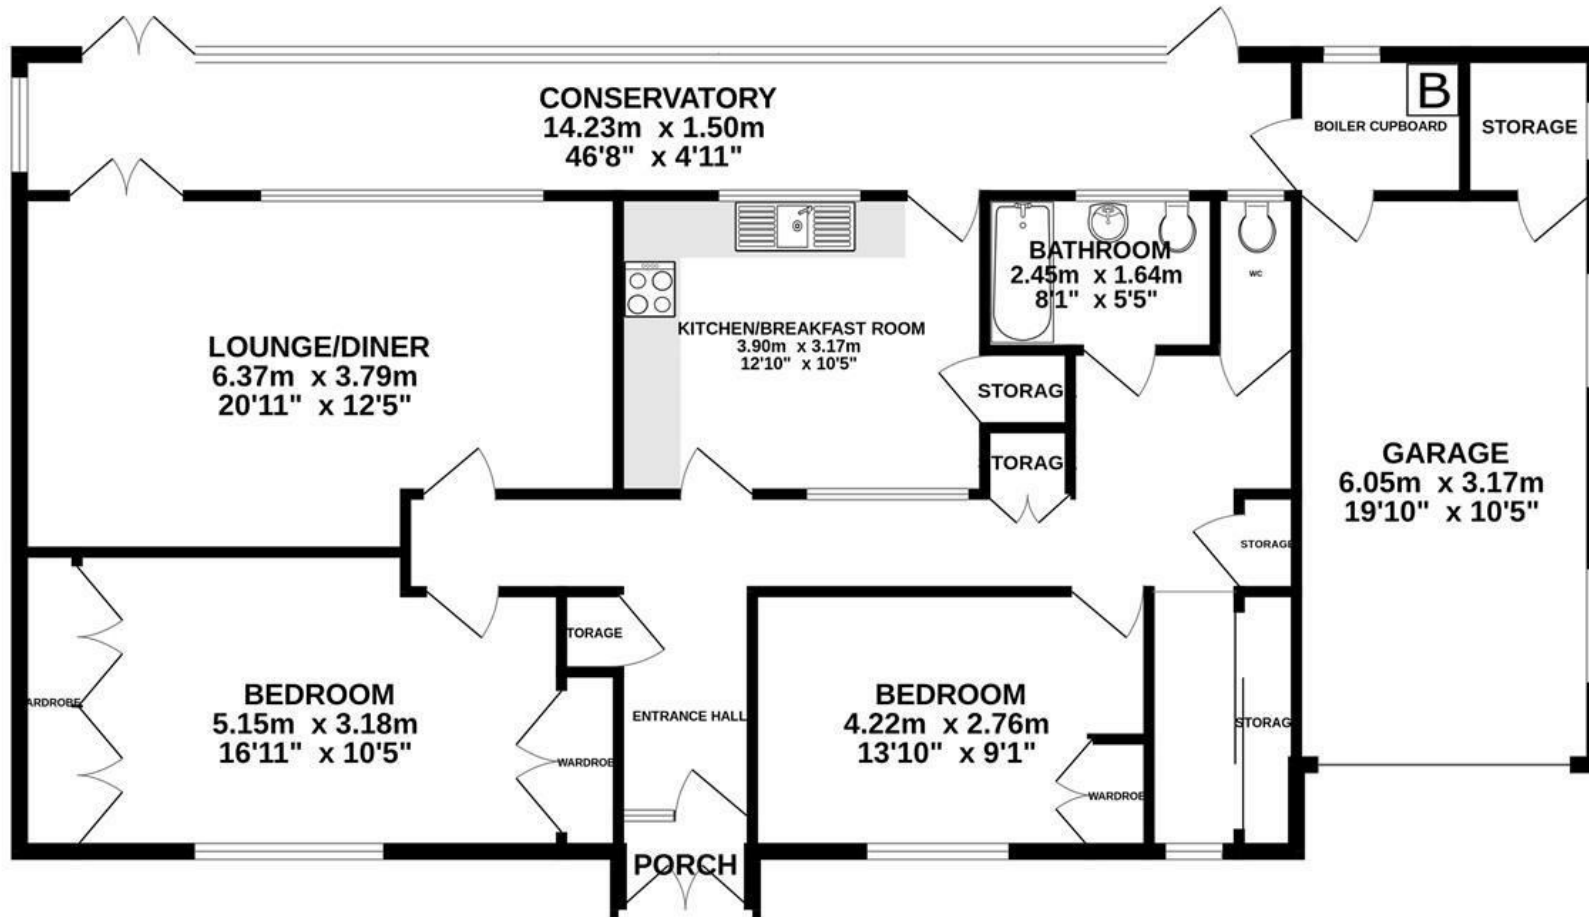 CONSERVATORY
14.23m x 1.50m
46'8" x 4'11"
B
BOILER CUPBOARD
STORAGE
BATHROOM
2.45m x 1.64m
8'1" x 5'5"
WC
LOUNGE/DINER
6.37m x 3.79m
20'11" x 12'5"
KITCHEN/BREAKFAST ROOM
3.90m x 3.17m
12'10" x 10'5"
STORAG
TORAG
GARAGE
6.05m x 3.17m
19'10" x 10'5"
STORAGE
TORAGE
ARDROBE
BEDROOM
5.15m x 3.18m
16'11" x 10'5"
WARDROBE
ENTRANCE HALL
BEDROOM
4.22m x 2.76m
13'10" x 9'1"
WARDROBE
STORAG
PORCH